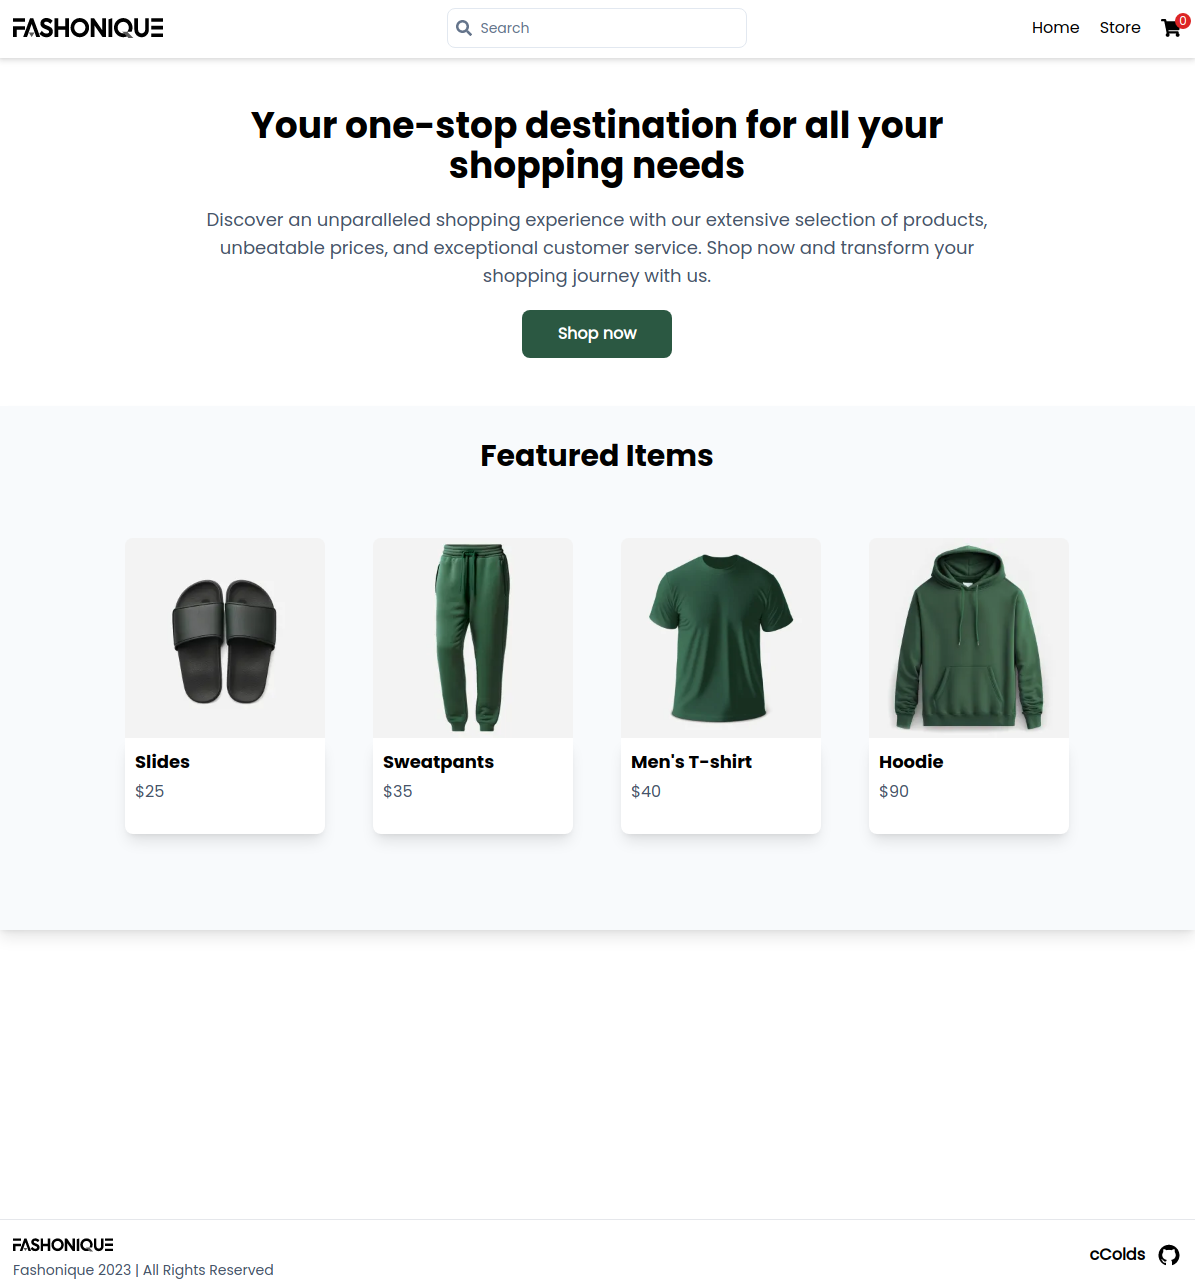 FASHONIQUE
Search
Home
Store
0
Your one-stop destination for all your
shopping needs
Discover an unparalleled shopping experience with our extensive selection of products,
unbeatable prices, and exceptional customer service. Shop now and transform your
shopping journey with us.
Shop now
Featured Items
Slides
$25
Sweatpants
$35
Men's T-shirt
$40
Hoodie
$90
FASHONIQUE
Fashonique 2023 | All Rights Reserved
cColds